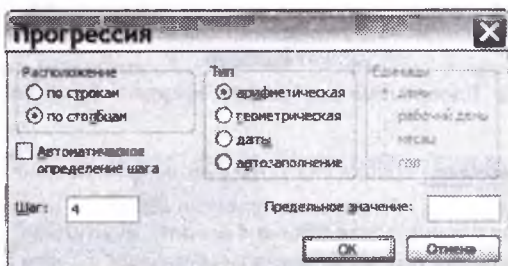 Прогрессия
Расположение
по строкам
по столбцам
Автоматическое
определение шага
Тип
арифметическая
геометрическая
даты
автозаполнение
Единицы
рабочий день
месяц
год
Шаг: 4
Предельное значение:
ОК Отмена